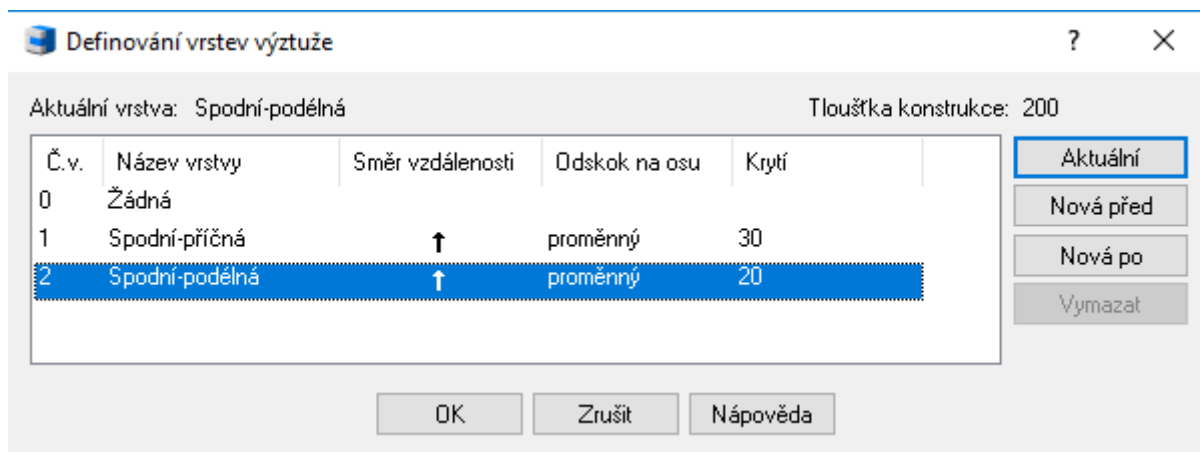 Definování vrstev výztuže ?
Aktuální vrstva: Spodní-podélná Tloušťka konstrukce: 200
Č.v. Název vrstvy Směr vzdálenosti Odskok na osu Krytí
0 Žádná
1 Spodní-příčná ↑ proměnný 30
2 Spodní-podélná ↑ proměnný 20
Aktuální
Nová před
Nová po
Vymazat
OK Zrušit Nápověda